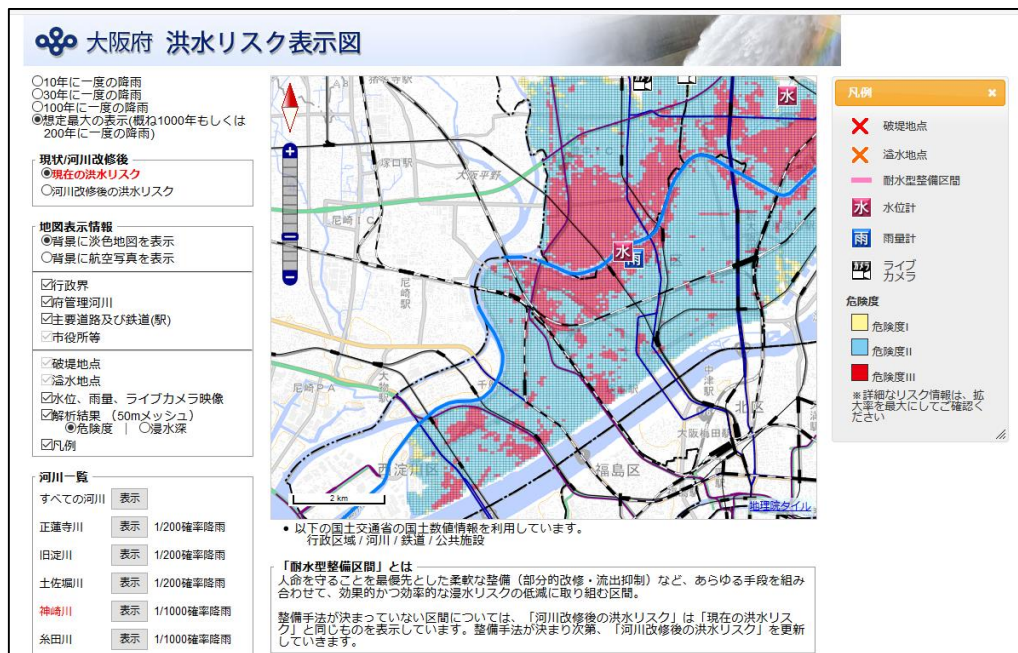 大阪府 洪水リスク表示図
○10年に一度の降雨
○30年に一度の降雨
○100年に一度の降雨
◉想定最大の表示(概ね1000年もしくは
200年に一度の降雨)
現状/河川改修後
◉現在の洪水リスク
○河川改修後の洪水リスク
地図表示情報
◉背景に淡色地図を表示
○背景に航空写真を表示
☑行政界
☑府管理河川
☑主要道路及び鉄道(駅)
☑市役所等
☑破堤地点
☑溢水地点
☑水位、雨量、ライブカメラ映像
☑解析結果 (50mメッシュ)
◉危険度 | ○浸水深
☑凡例
河川一覧
すべての河川 表示
正蓮寺川 表示 1/200確率降雨
旧淀川 表示 1/200確率降雨
土佐堀川 表示 1/200確率降雨
神崎川 表示 1/1000確率降雨
糸田川 表示 1/1000確率降雨
塚口駅
大阪平野
尼崎IC
水
水
雨
尼崎駅
尼崎PA
大物駅
中津駅
北区
大阪梅田駅
西淀川区
福島区
2 km
地理院タイル
• 以下の国土交通省の国土数値情報を利用しています。
行政区域 / 河川 / 鉄道 / 公共施設
「耐水型整備区間」とは
人命を守ることを最優先とした柔軟な整備（部分的改修・流出抑制）など、あらゆる手段を組み
合わせて、効果的かつ効率的な浸水リスクの低減に取り組む区間。
整備手法が決まっていない区間については、「河川改修後の洪水リスク」は「現在の洪水リス
ク」と同じものを表示しています。整備手法が決まり次第、「河川改修後の洪水リスク」を更新
していきます。
凡例 ×
破堤地点
溢水地点
耐水型整備区間
水 水位計
雨 雨量計
カメラ ライブ
カメラ
危険度
危険度I
危険度II
危険度III
※詳細なリスク情報は、拡
大率を最大にしてご確認く
ださい